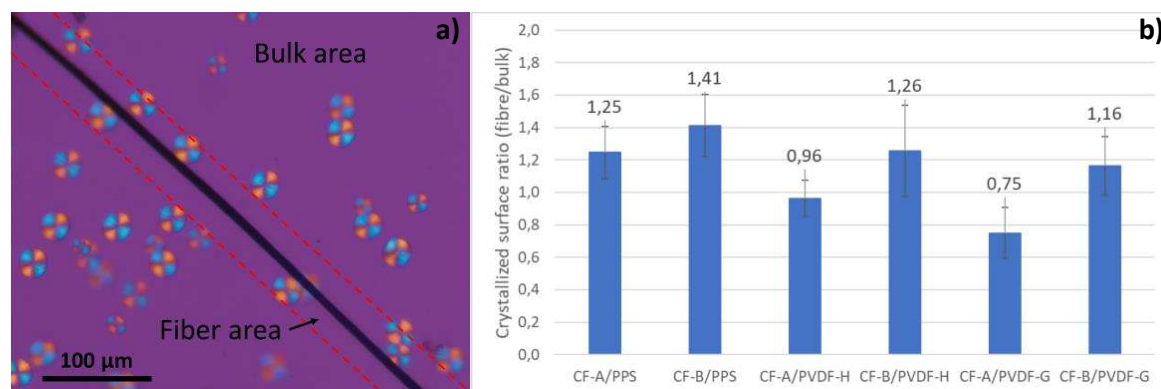 a)
Bulk area
Fiber area
100 µm
b)
Crystallized surface ratio (fibre/bulk)
2,0
1,8
1,6
1,4
1,2
1,0
0,8
0,6
0,4
0,2
0,0
1,25
1,41
0,96
1,26
0,75
1,16
CF-A/PPS CF-B/PPS CF-A/PVDF-H CF-B/PVDF-H CF-A/PVDF-G CF-B/PVDF-G